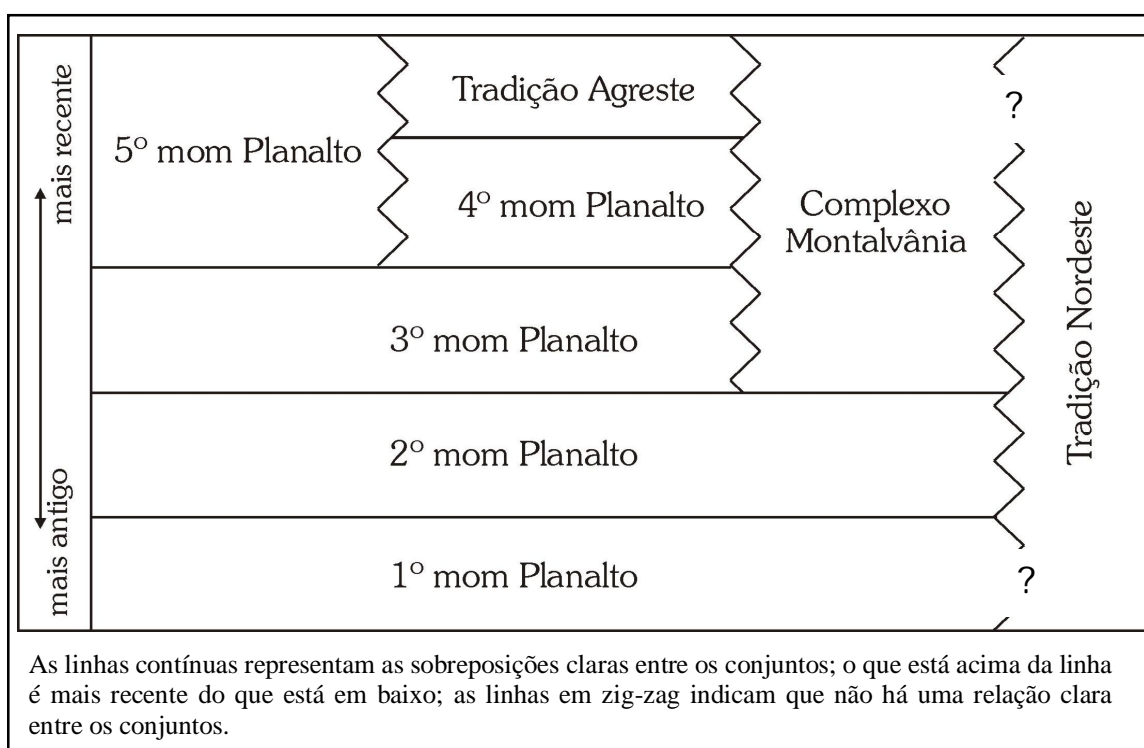 mais recente
mais antigo
5º mom Planalto
Tradição Agreste
4º mom Planalto
Complexo
Montalvânia
?
Tradição Nordeste
3º mom Planalto
2º mom Planalto
1º mom Planalto
?
As linhas contínuas representam as sobreposições claras entre os conjuntos; o que está acima da linha
é mais recente do que está em baixo; as linhas em zig-zag indicam que não há uma relação clara
entre os conjuntos.